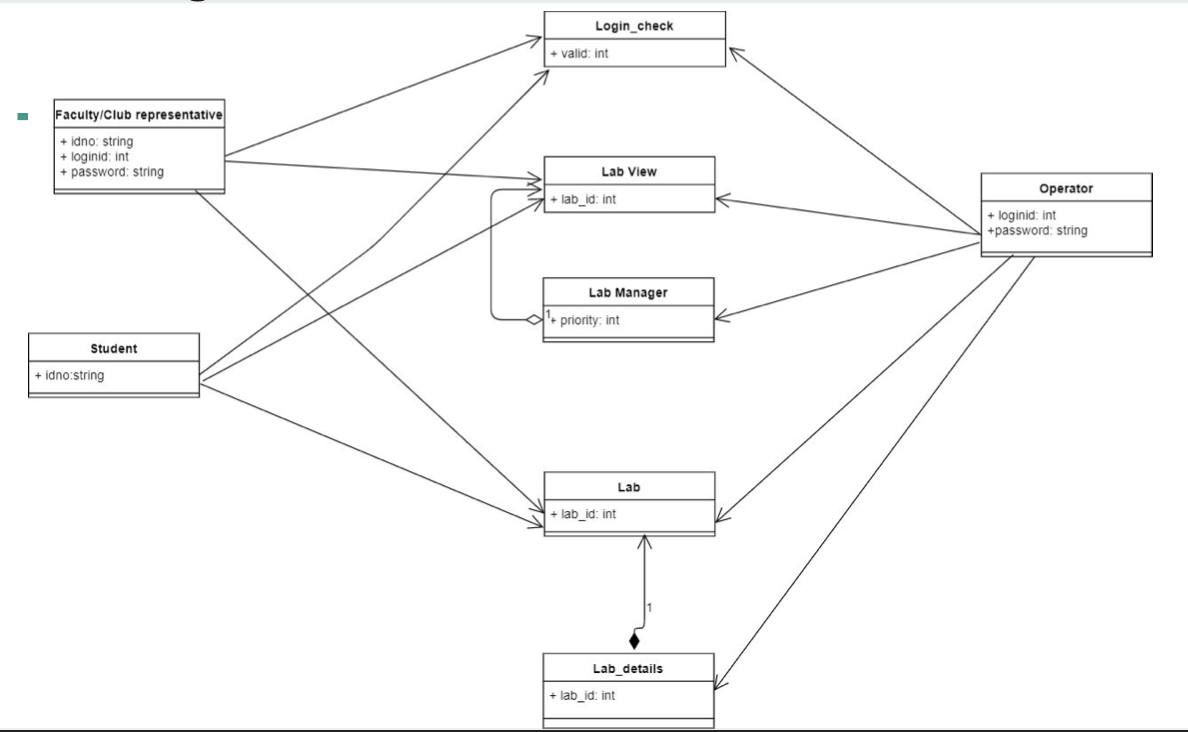 Login_check
+ valid: int
Faculty/Club representative
+ idno: string
+ loginid: int
+ password: string
Lab View
+ lab_id: int
Operator
+ loginid: int
+password: string
Lab Manager
1
+ priority: int
Student
+ idno:string
Lab
+ lab_id: int
1
Lab_details
+ lab_id: int